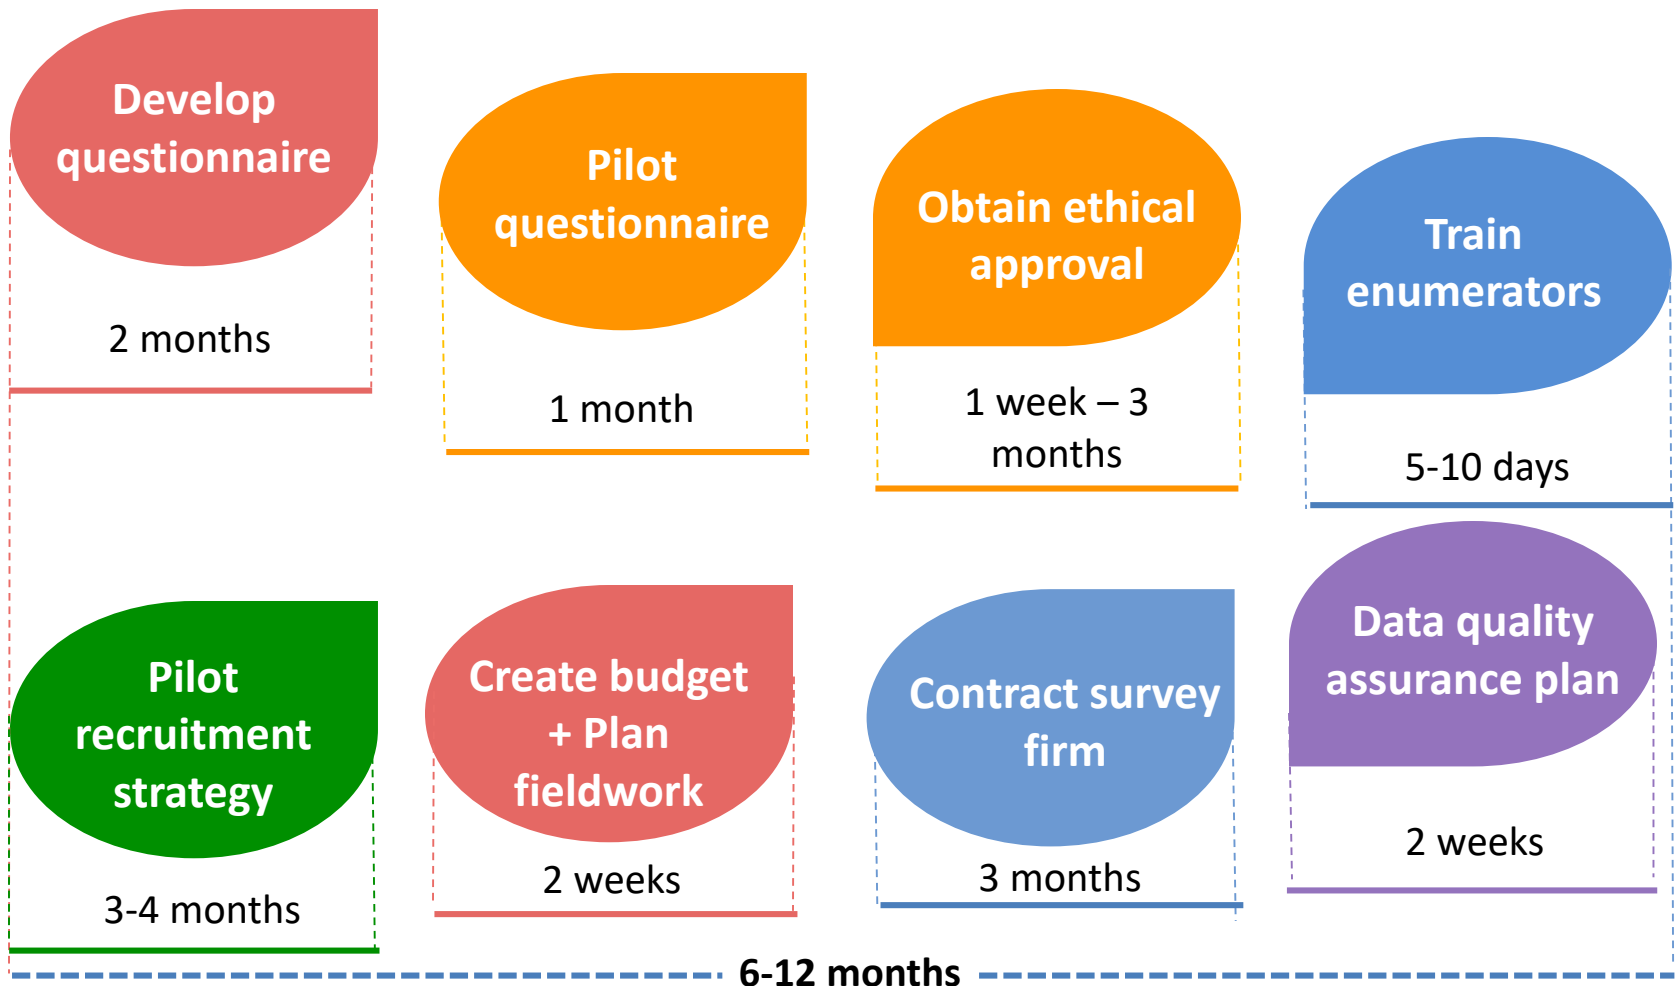 Develop
questionnaire
2 months
Pilot
questionnaire
1 month
Obtain ethical
approval
1 week – 3
months
Train
enumerators
5-10 days
Pilot
recruitment
strategy
3-4 months
Create budget
+ Plan
fieldwork
2 weeks
Contract survey
firm
3 months
Data quality
assurance plan
2 weeks
6-12 months